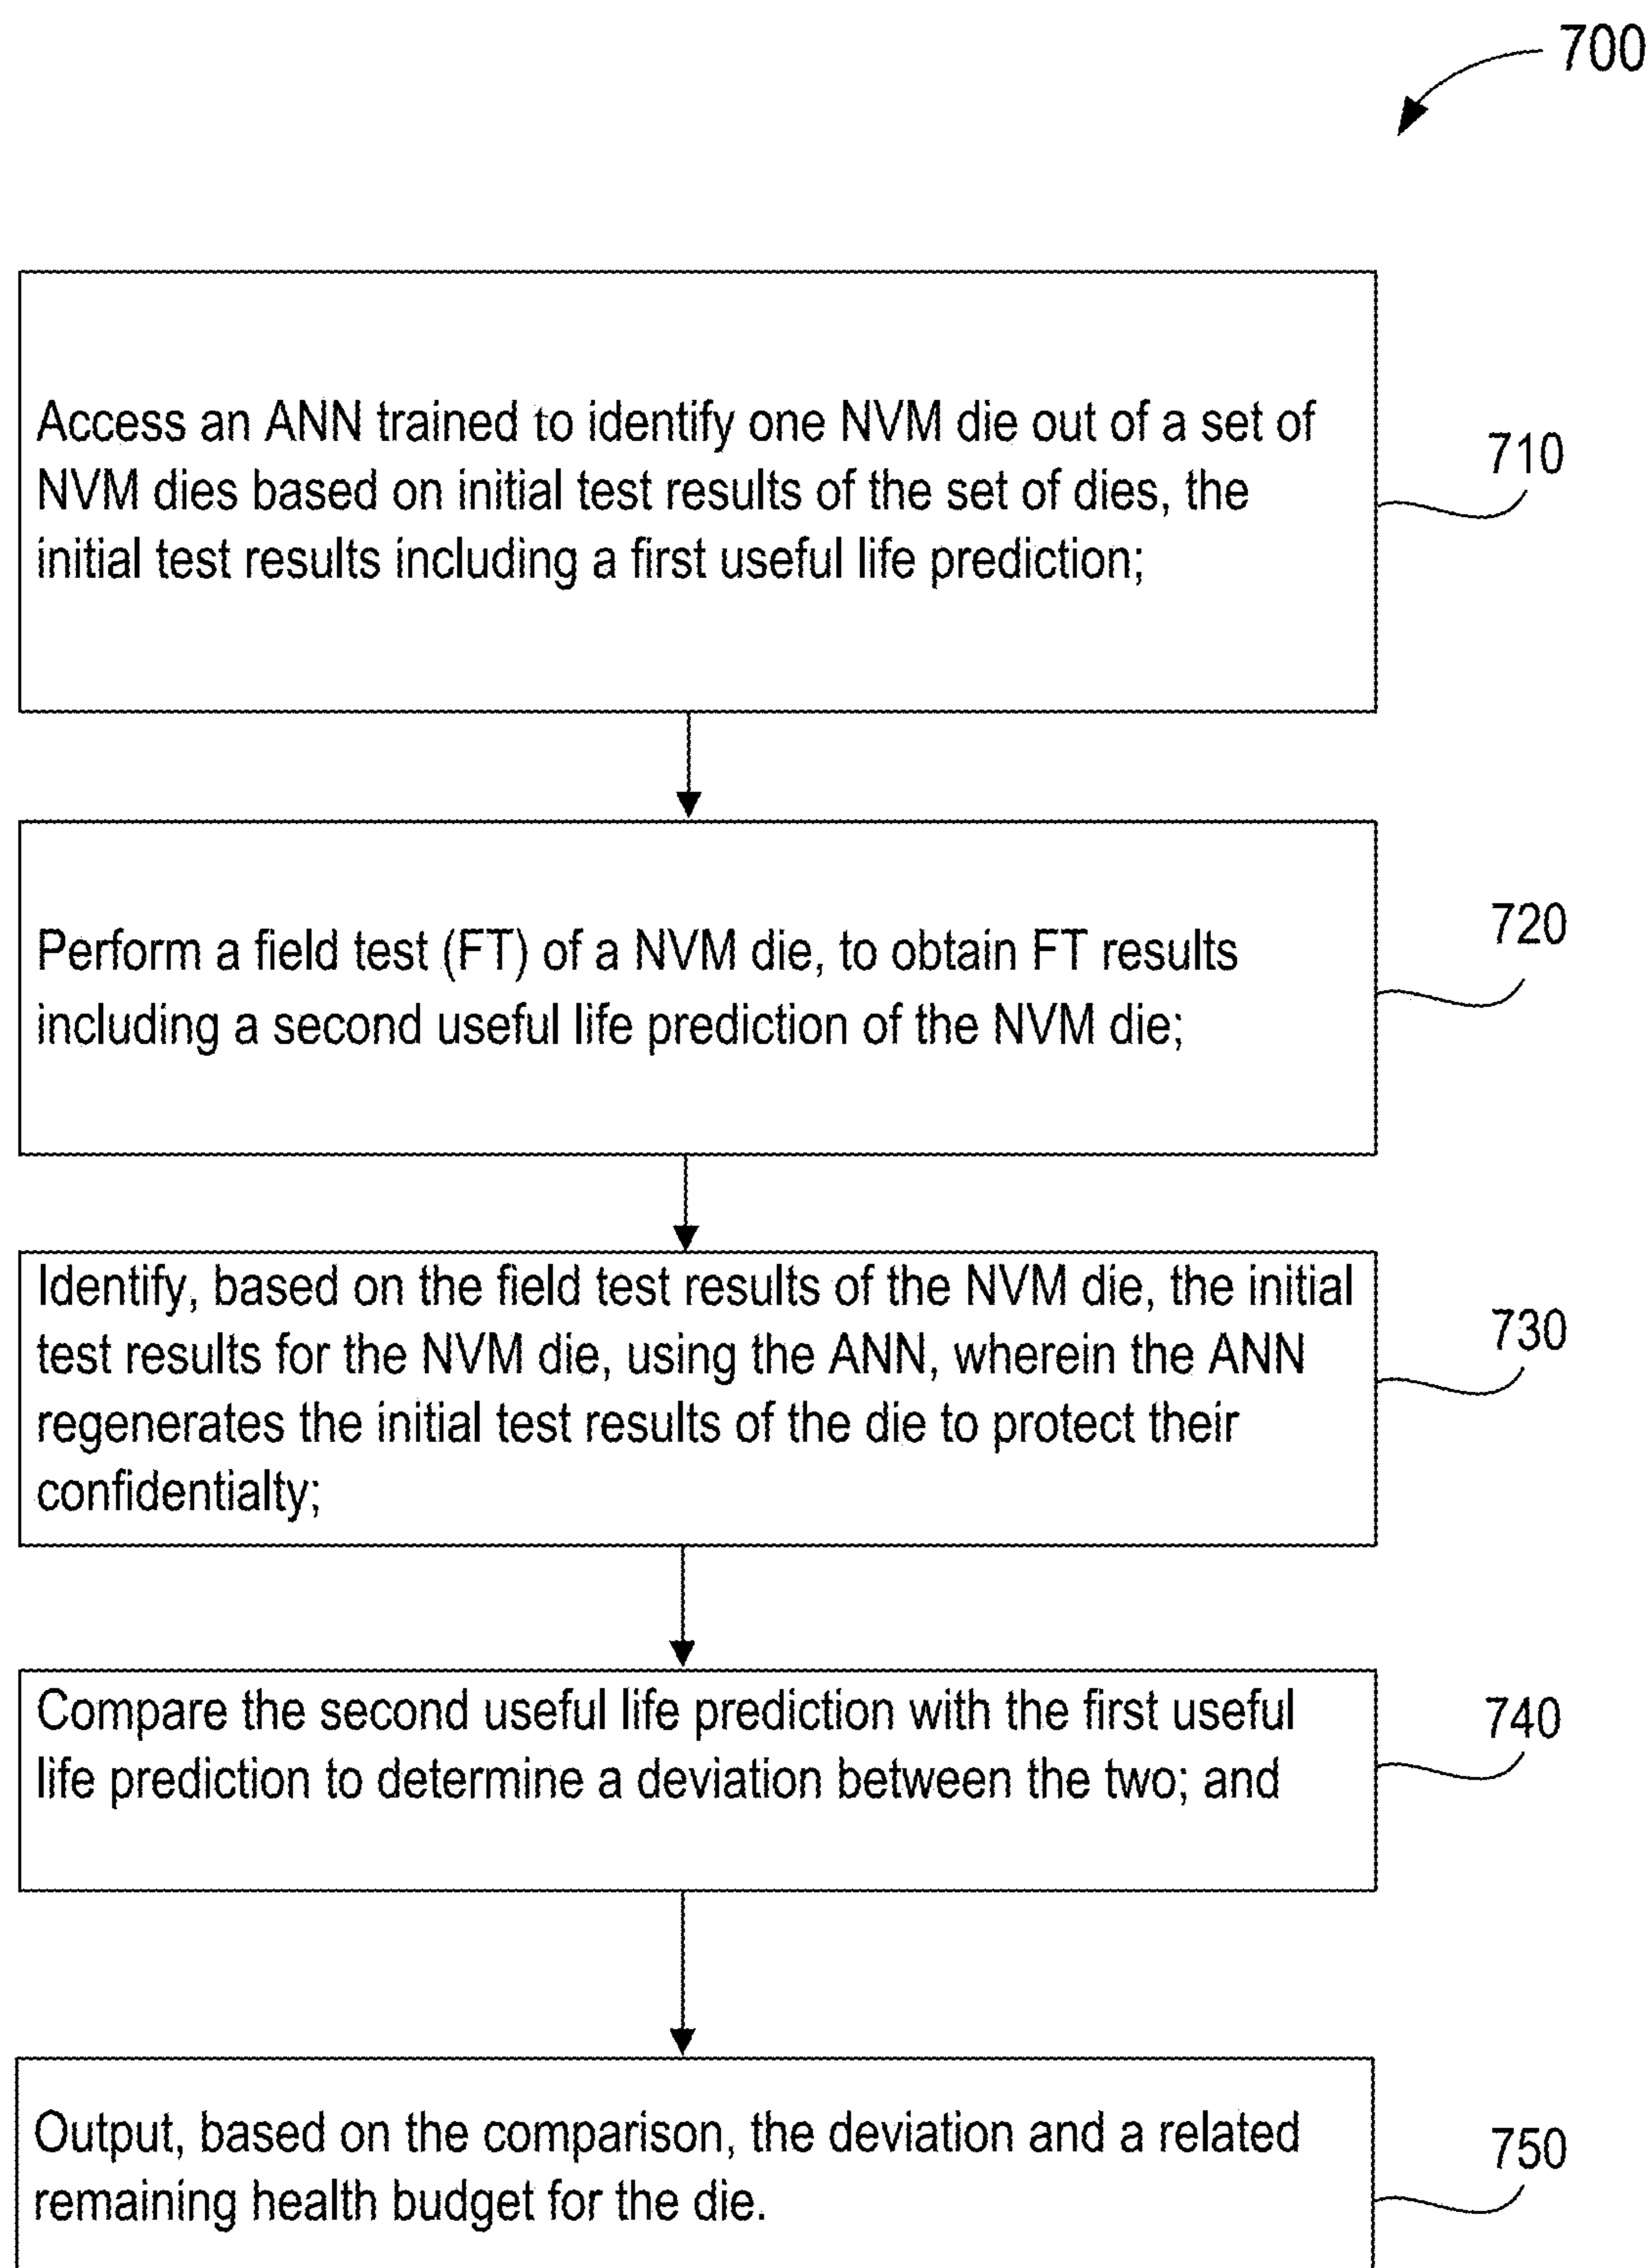 700
Access an ANN trained to identify one NVM die out of a set of
NVM dies based on initial test results of the set of dies, the
initial test results including a first useful life prediction;
710
Perform a field test (FT) of a NVM die, to obtain FT results
including a second useful life prediction of the NVM die;
720
Identify, based on the field test results of the NVM die, the initial
test results for the NVM die, using the ANN, wherein the ANN
regenerates the initial test results of the die to protect their
confidentialty;
730
Compare the second useful life prediction with the first useful
life prediction to determine a deviation between the two; and
740
Output, based on the comparison, the deviation and a related
remaining health budget for the die.
750